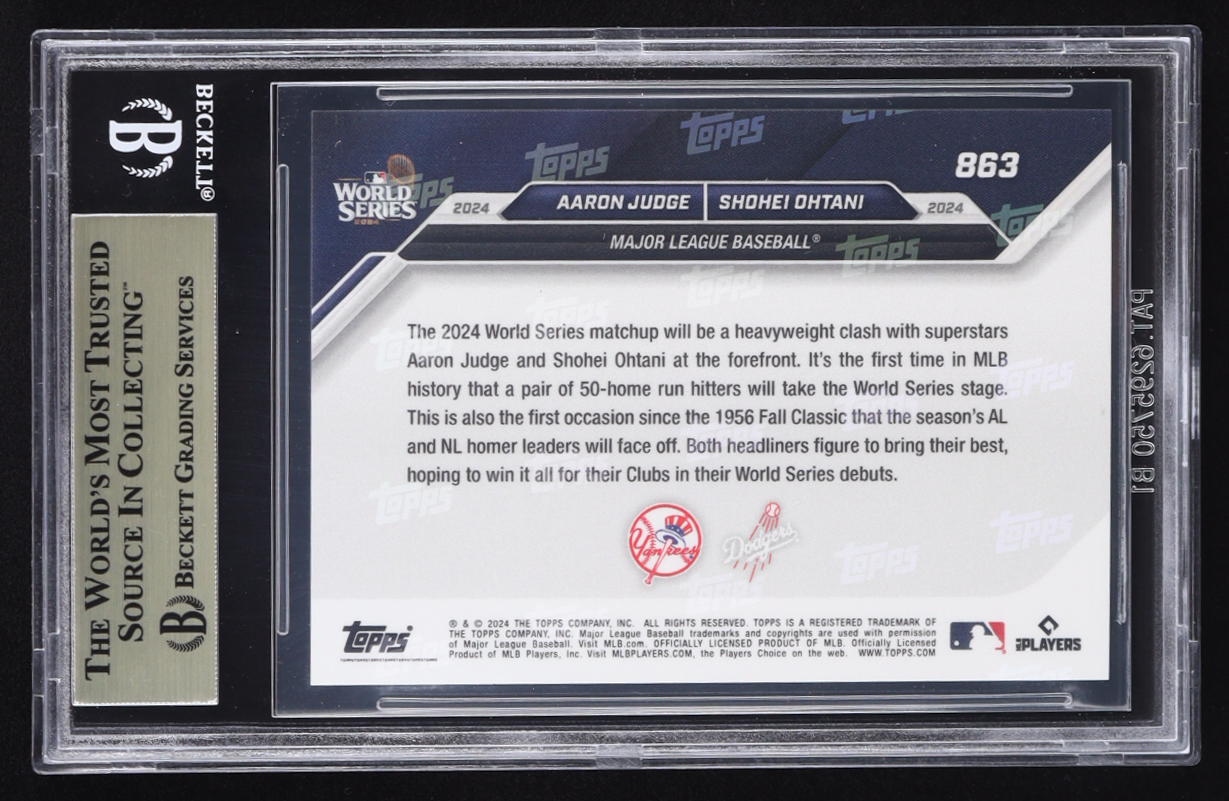 BECKETT®
B
THE WORLD'S MOST TRUSTED
SOURCE IN COLLECTING™
B BECKETT GRADING SERVICES
WORLD
SERIES
2024
2024
AARON JUDGE
SHOHEI OHTANI
2024
863
MAJOR LEAGUE BASEBALL®
The 2024 World Series matchup will be a heavyweight clash with superstars
Aaron Judge and Shohei Ohtani at the forefront. It's the first time in MLB
history that a pair of 50-home run hitters will take the World Series stage.
This is also the first occasion since the 1956 Fall Classic that the season's AL
and NL homer leaders will face off. Both headliners figure to bring their best,
hoping to win it all for their Clubs in their World Series debuts.
Yankees
Dodgers
Topps
® & © 2024 THE TOPPS COMPANY, INC. ALL RIGHTS RESERVED. TOPPS IS A REGISTERED TRADEMARK OF
THE TOPPS COMPANY, INC. Major League Baseball trademarks and copyrights are used with permission
of Major League Baseball. Visit MLB.com. OFFICIALLY LICENSED PRODUCT OF MLB. Officially Licensed
Product of MLB Players, Inc. Visit MLBPLAYERS.COM, the Players Choice on the web. WWW.TOPPS.COM
MLB PLAYERS